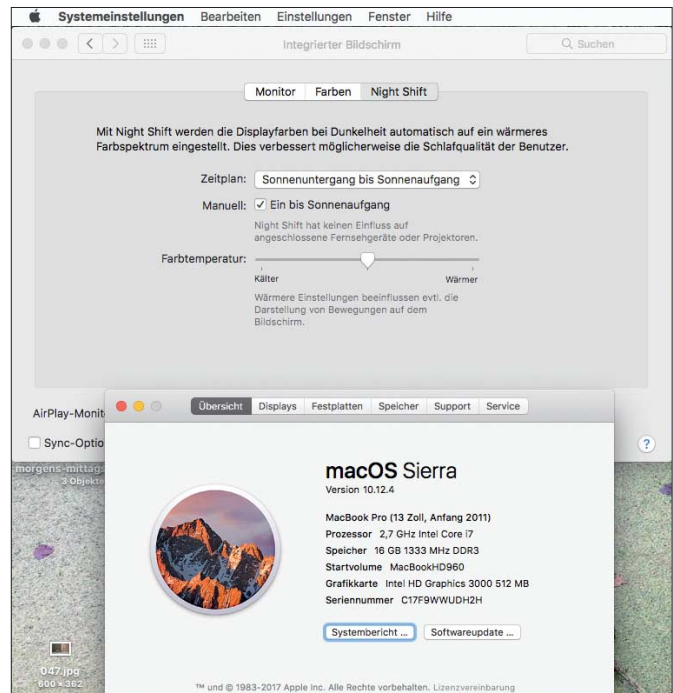 Systemeinstellungen Bearbeiten Einstellungen Fenster Hilfe
Integrierter Bildschirm
Suchen
Monitor Farben Night Shift
Mit Night Shift werden die Displayfarben bei Dunkelheit automatisch auf ein wärmeres
Farbspektrum eingestellt. Dies verbessert möglicherweise die Schlafqualität der Benutzer.
Zeitplan: Sonnenuntergang bis Sonnenaufgang
Manuell: Ein bis Sonnenaufgang
Night Shift hat keinen Einfluss auf
angeschlossene Fernsehgeräte oder Projektoren.
Farbtemperatur:
Kälter Wärmer
Wärmere Einstellungen beeinflussen evtl. die
Darstellung von Bewegungen auf dem
Bildschirm.
AirPlay-Monit
Sync-Optio
?
morgens-mittags
3 Objekte
047.jpg
600 × 362
Übersicht Displays Festplatten Speicher Support Service
macOS Sierra
Version 10.12.4
MacBook Pro (13 Zoll, Anfang 2011)
Prozessor 2,7 GHz Intel Core i7
Speicher 16 GB 1333 MHz DDR3
Startvolume MacBookHD960
Grafikkarte Intel HD Graphics 3000 512 MB
Seriennummer C17F9WWUDH2H
Systembericht ... Softwareupdate ...
™ und © 1983-2017 Apple Inc. Alle Rechte vorbehalten. Lizenzvereinbarung